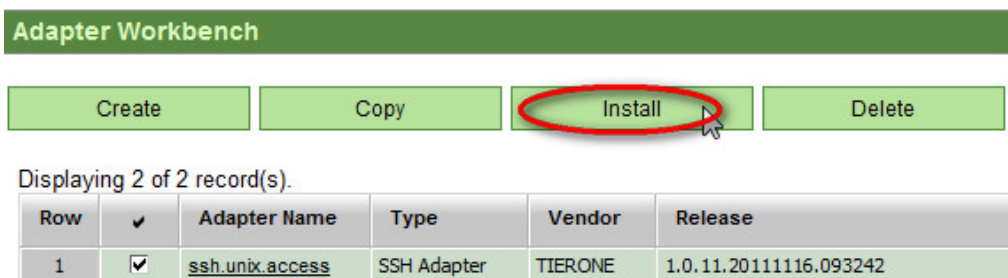 Adapter Workbench
Create Copy Install Delete
Displaying 2 of 2 record(s).
Row ✔ Adapter Name Type Vendor Release
1 ssh.unix.access SSH Adapter TIERONE 1.0.11.20111116.093242